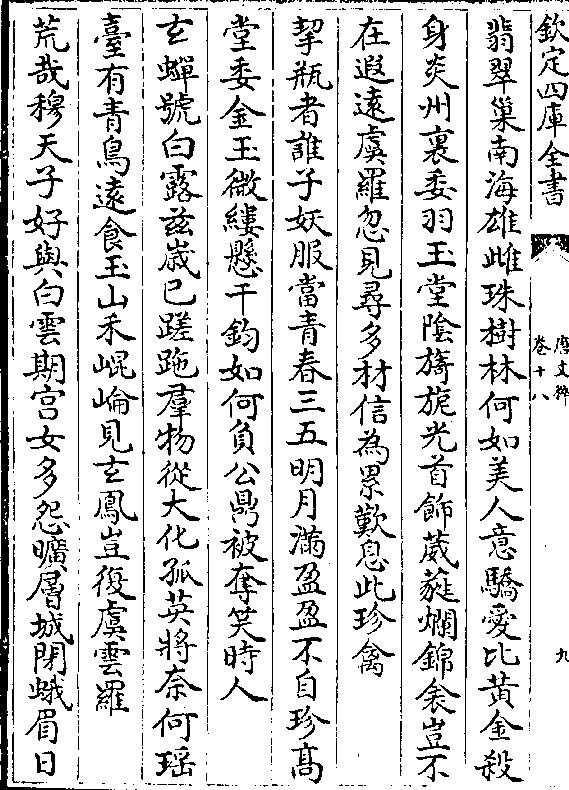 欽定四庫全書
唐文粹
卷十八
九
翡翠巢南海雄雌珠樹林何如美人意驕愛比黃金殺
身炎州裏委羽玉堂陰旖旎光首飾葳蕤爛錦衾豈不
在遐遠虞羅忽見尋多材信為累歎息此珍禽
挈瓶者誰子妖服當青春三五明月滿盈盈不自珍髙
堂委金玉微縷懸千鈞如何負公鼎被奪笑時人
玄蟬號白露茲嵗已蹉跎羣物從大化孤英將奈何瑶
臺有青鳥逺食玉山禾崐崘見玄鳳豈復虞雲羅
荒哉穆天子好與白雲期宫女多怨曠層城閉蛾眉日